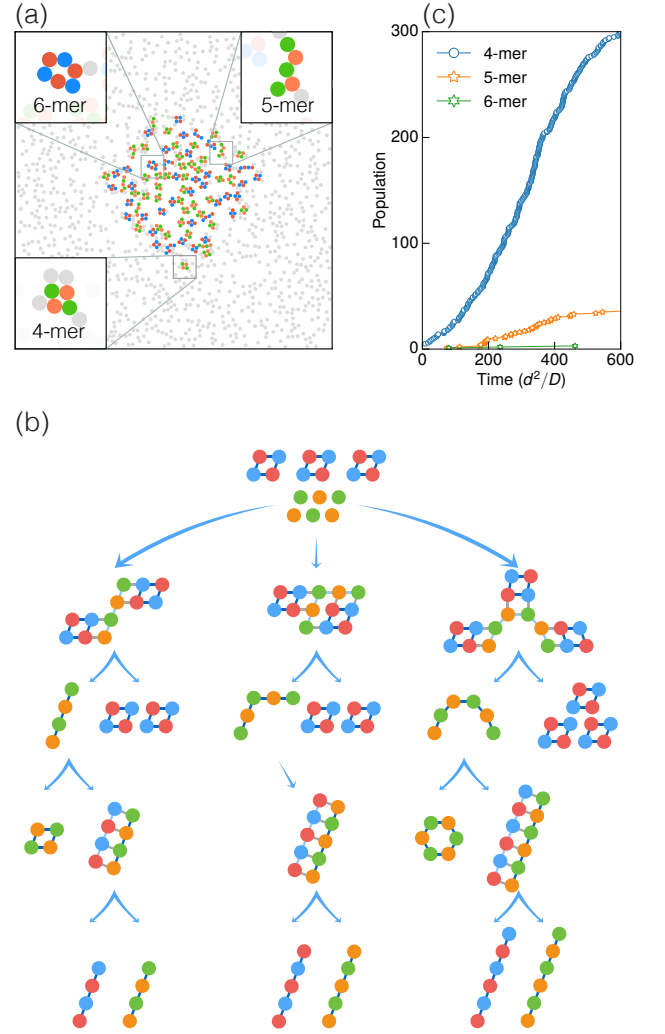 (a)
6-mer
5-mer
4-mer
(c)
300
200
100
0
Population
4-mer
5-mer
6-mer
0
200
400
600
Time (d²/D)
(b)